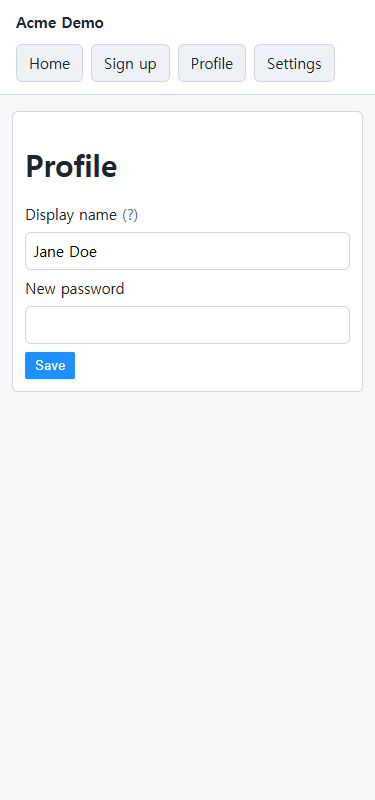 Acme Demo
Home Sign up Profile Settings
Profile
Display name (?)
Jane Doe
New password
Save